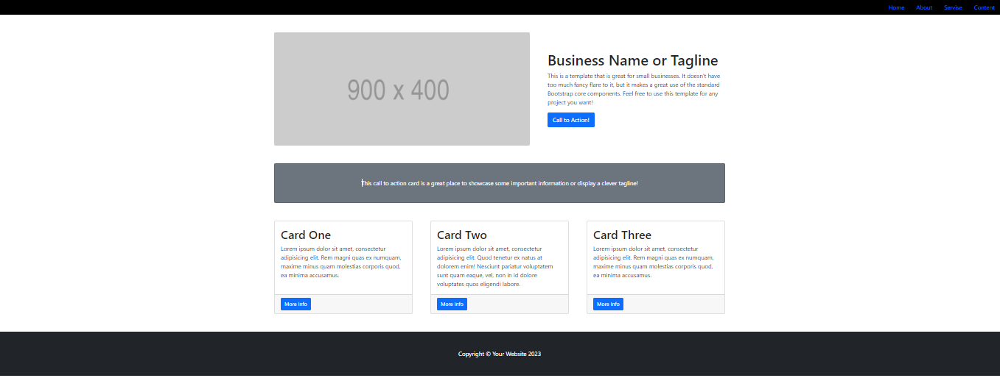 Home About Servise Content
900 x 400
Business Name or Tagline
This is a template that is great for small businesses. It doesn't have
too much fancy flare to it, but it makes a great use of the standard
Bootstrap core components. Feel free to use this template for any
project you want!
Call to Action!
This call to action card is a great place to showcase some important information or display a clever tagline!
Card One
Lorem ipsum dolor sit amet, consectetur
adipisicing elit. Rem magni quas ex numquam,
maxime minus quam molestias corporis quod,
ea minima accusamus.
More Info
Card Two
Lorem ipsum dolor sit amet, consectetur
adipisicing elit. Quod tenetur ex natus at
dolorem enim! Nesciunt pariatur voluptatem
sunt quam eaque, vel, non in id dolore
voluptates quos eligendi labore.
More Info
Card Three
Lorem ipsum dolor sit amet, consectetur
adipisicing elit. Rem magni quas ex numquam,
maxime minus quam molestias corporis quod,
ea minima accusamus.
More Info
Copyright © Your Website 2023